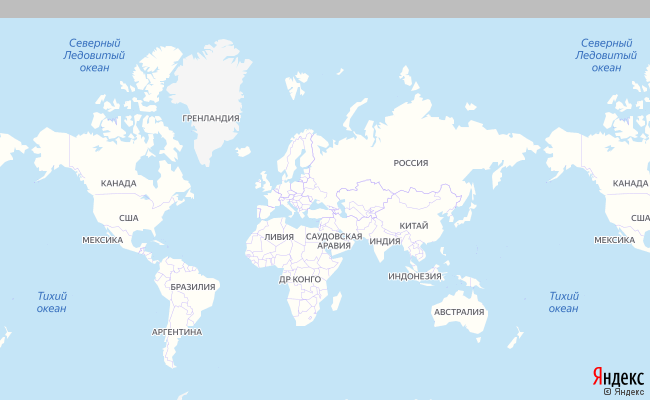 Северный
Ледовитый
океан
Северный
Ледовитый
океан
ГРЕНЛАНДИЯ
РОССИЯ
КАНАДА
КАНАДА
США
США
КИТАЙ
МЕКСИКА
ЛИВИЯ
САУДОВСКАЯ
АРАВИЯ
ИНДИЯ
МЕКСИКА
ДР КОНГО
ИНДОНЕЗИЯ
БРАЗИЛИЯ
Тихий
океан
Тихий
океан
АВСТРАЛИЯ
АРГЕНТИНА
Яндекс
© Яндекс